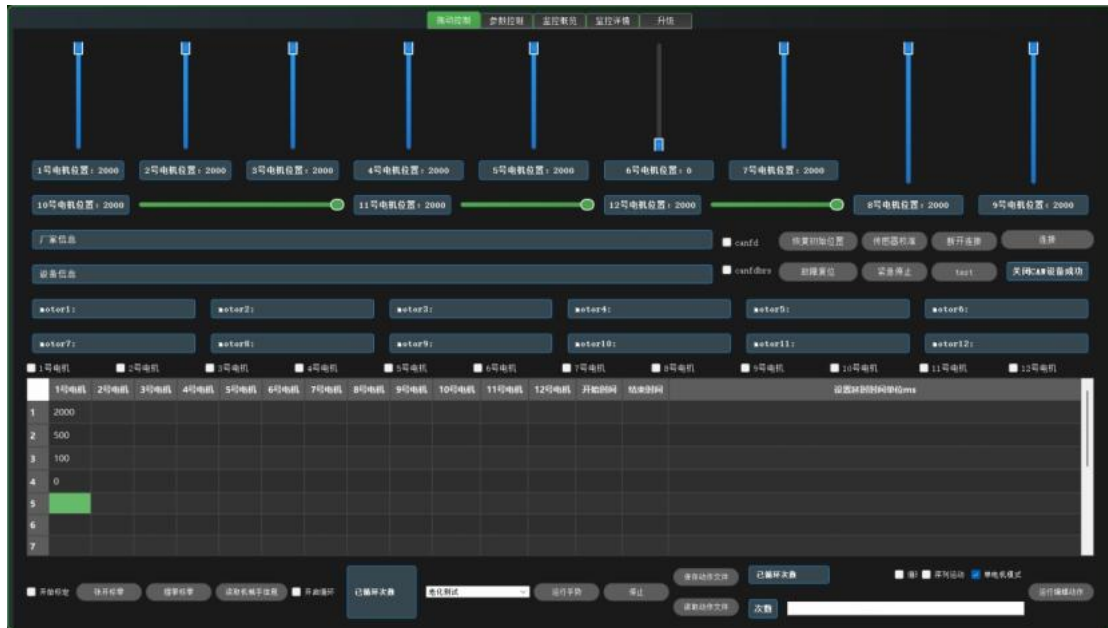 拖动控制 参数控制 监控概览 监控详情 升级
1号电机位置：2000 2号电机位置：2000 3号电机位置：2000 4号电机位置：2000 5号电机位置：2000 6号电机位置：0 7号电机位置：2000
10号电机位置：2000 11号电机位置：2000 12号电机位置：2000 8号电机位置：2000 9号电机位置：2000
厂家信息 canfd 恢复初始位置 传感器校准 断开连接 连接
设备信息 canfdbrs 故障复位 紧急停止 test 关闭CAN设备成功
motor1: motor2: motor3: motor4: motor5: motor6:
motor7: motor8: motor9: motor10: motor11: motor12:
1号电机 2号电机 3号电机 4号电机 5号电机 6号电机 7号电机 8号电机 9号电机 10号电机 11号电机 12号电机
1号电机 2号电机 3号电机 4号电机 5号电机 6号电机 7号电机 8号电机 9号电机 10号电机 11号电机 12号电机 开始时间 结束时间 设置延时时间单位ms
1 2000
2 500
3 100
4 0
5
6
7
保存动作文件 已循环次数 序列运动 单电机模式
开始标定 张开标零 握拳标零 读取机械手信息 开启循环 已循环次数 老化测试 运行手势 停止 运行编辑动作
读取动作文件 次数